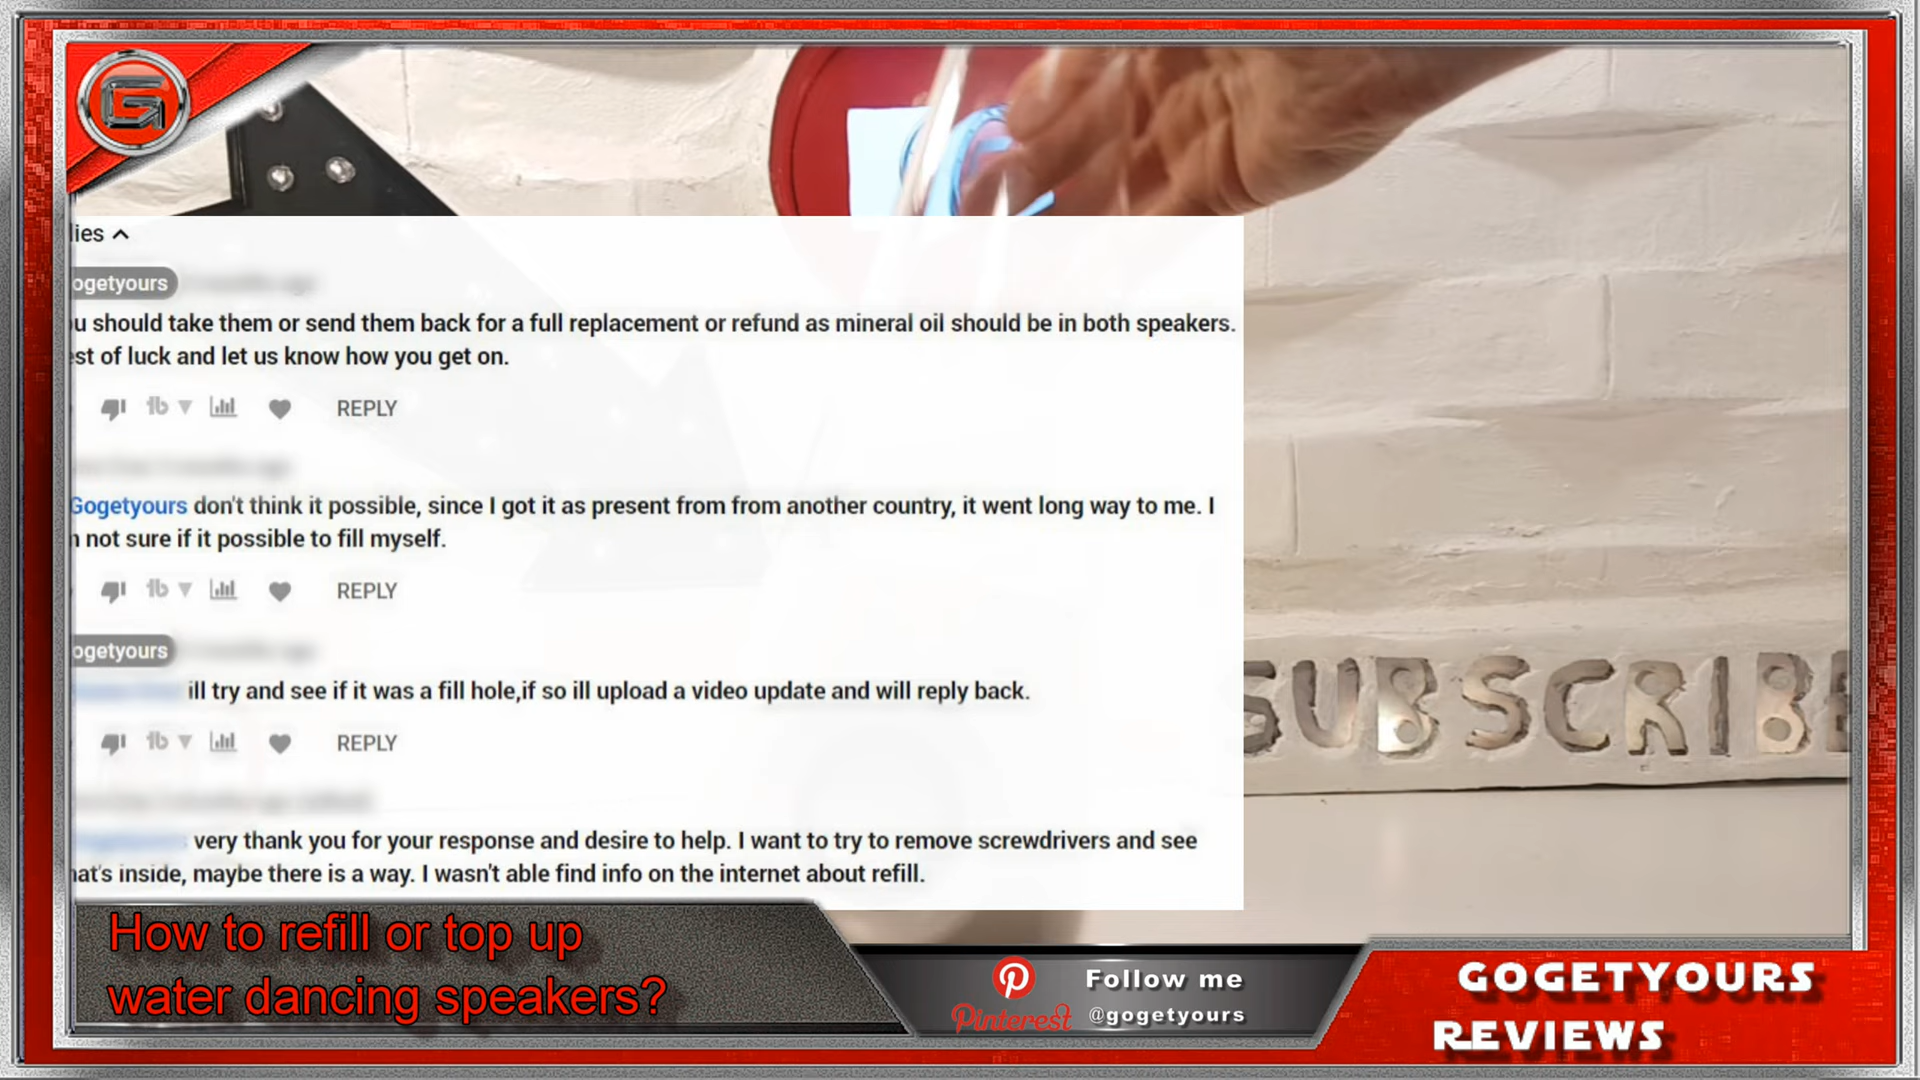 G
lies
ogetyours
u should take them or send them back for a full replacement or refund as mineral oil should be in both speakers.
st of luck and let us know how you get on.
REPLY
Gogetyours don't think it possible, since I got it as present from from another country, it went long way to me. I
not sure if it possible to fill myself.
REPLY
ogetyours
ill try and see if it was a fill hole,if so ill upload a video update and will reply back.
REPLY
very thank you for your response and desire to help. I want to try to remove screwdrivers and see
hat's inside, maybe there is a way. I wasn't able find info on the internet about refill.
SUBSCRIBE
How to refill or top up
water dancing speakers?
Follow me
Pinterest @gogetyours
GOGETYOURS
REVIEWS